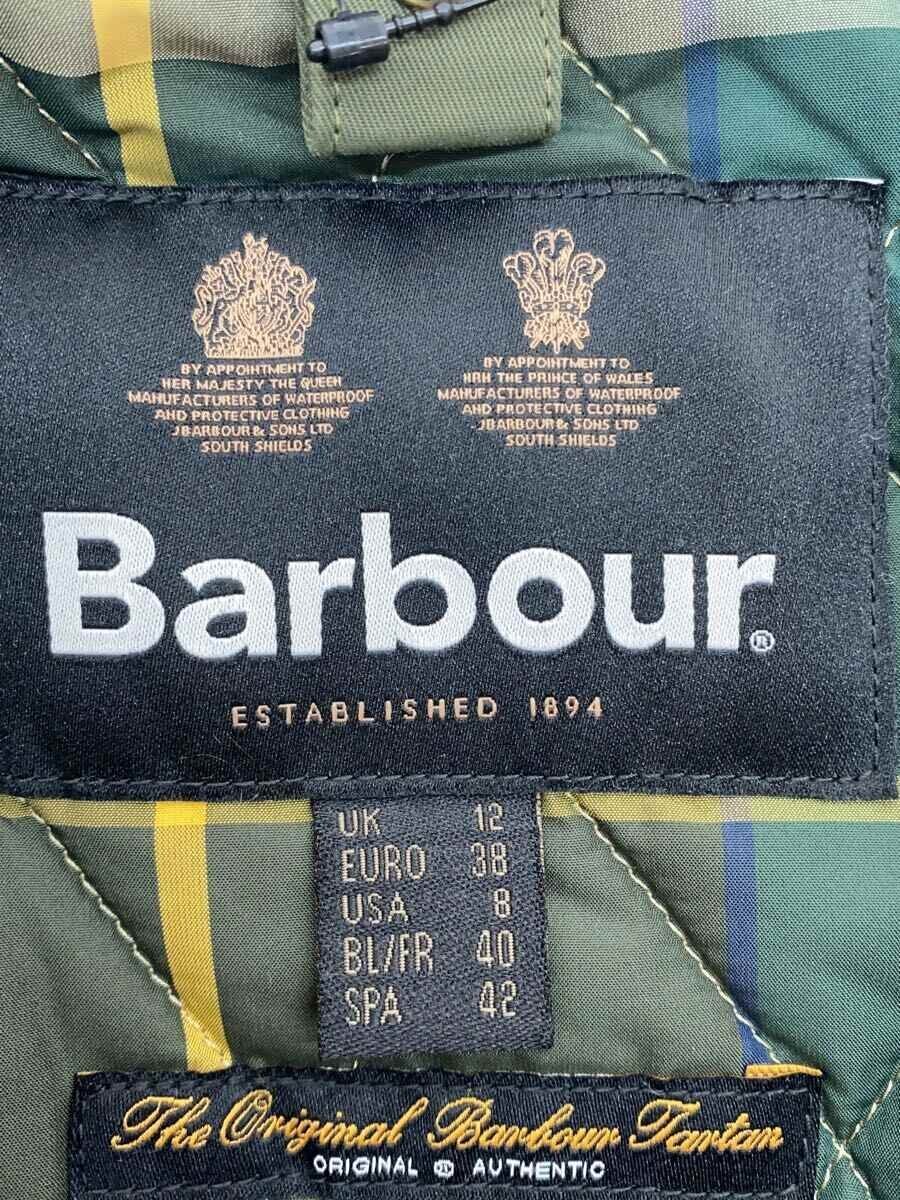 BY APPOINTMENT TO
HER MAJESTY THE QUEEN
MANUFACTURERS OF WATERPROOF
AND PROTECTIVE CLOTHING
JBARBOUR & SONS LTD
SOUTH SHIELDS
BY APPOINTMENT TO
HRH THE PRINCE OF WALES
MANUFACTURERS OF WATERPROOF
AND PROTECTIVE CLOTHING
JBARBOUR & SONS LTD
SOUTH SHIELDS
Barbour®
ESTABLISHED 1894
UK 12
EURO 38
USA 8
BL/FR 40
SPA 42
The Original Barbour Tartan
ORIGINAL ® AUTHENTIC